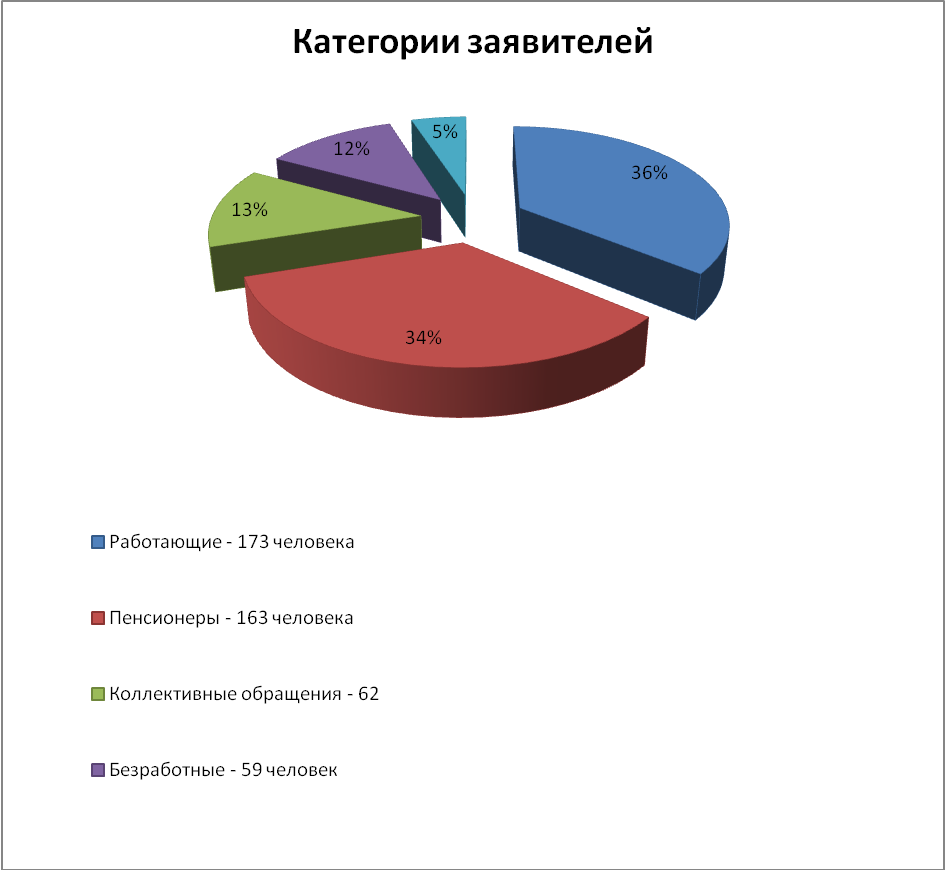 Категории заявителей
5%
12%
36%
13%
34%
Работающие - 173 человека
Пенсионеры - 163 человека
Коллективные обращения - 62
Безработные - 59 человек